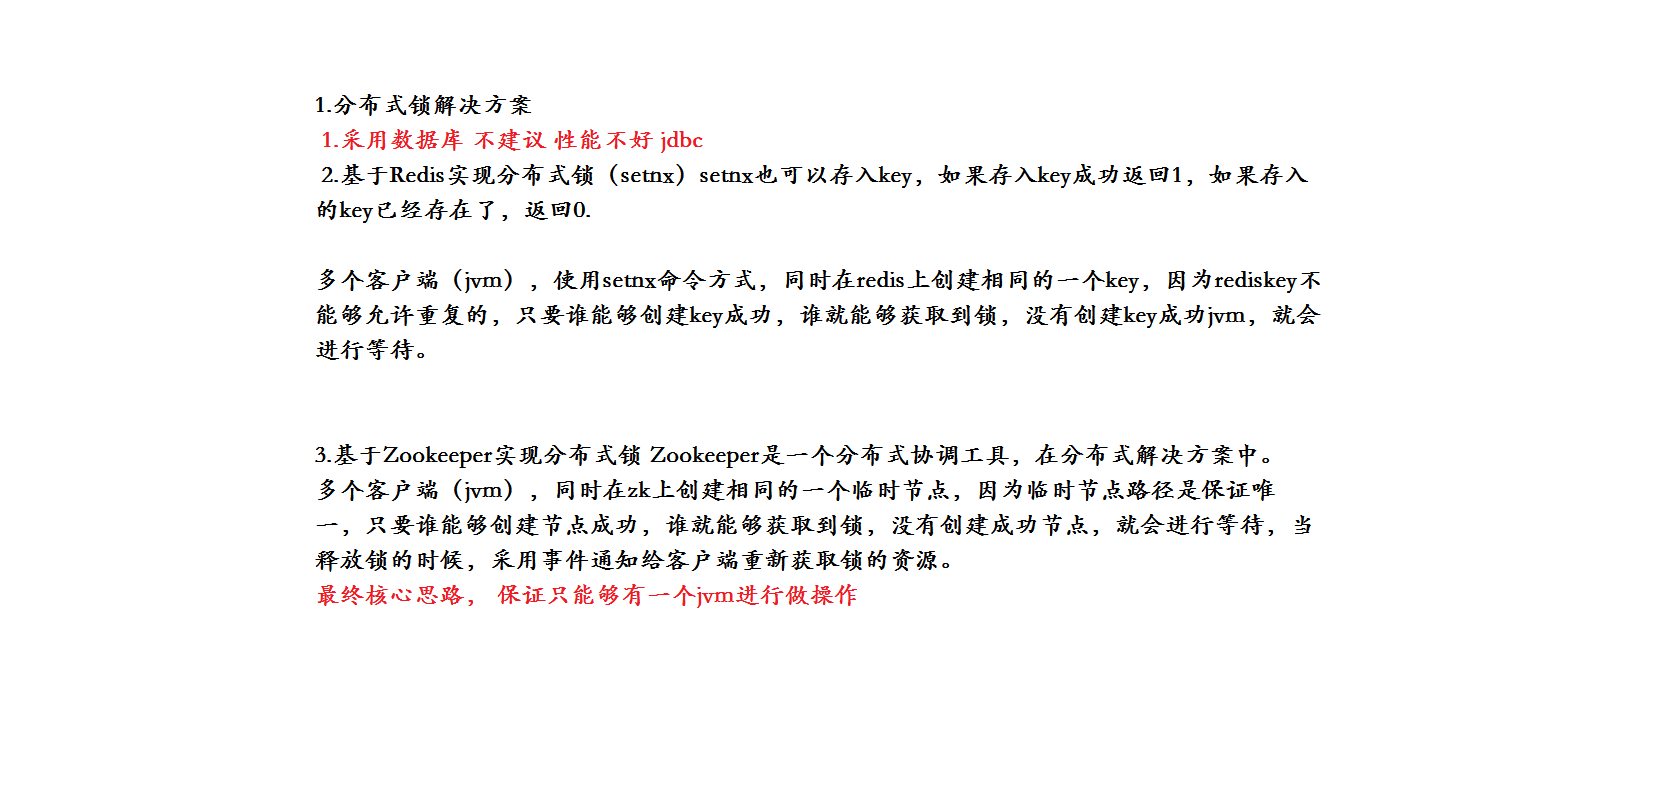 1.分布式锁解决方案
1.采用数据库 不建议 性能不好 jdbc
2.基于Redis实现分布式锁（setnx）setnx也可以存入key，如果存入key成功返回1，如果存入
的key已经存在了，返回0.
多个客户端（jvm），使用setnx命令方式，同时在redis上创建相同的一个key，因为rediskey不
能够允许重复的，只要谁能够创建key成功，谁就能够获取到锁，没有创建key成功jvm，就会
进行等待。
3.基于Zookeeper实现分布式锁 Zookeeper是一个分布式协调工具，在分布式解决方案中。
多个客户端（jvm），同时在zk上创建相同的一个临时节点，因为临时节点路径是保证唯
一，只要谁能够创建节点成功，谁就能够获取到锁，没有创建成功节点，就会进行等待，当
释放锁的时候，采用事件通知给客户端重新获取锁的资源。
最终核心思路， 保证只能够有一个jvm进行做操作